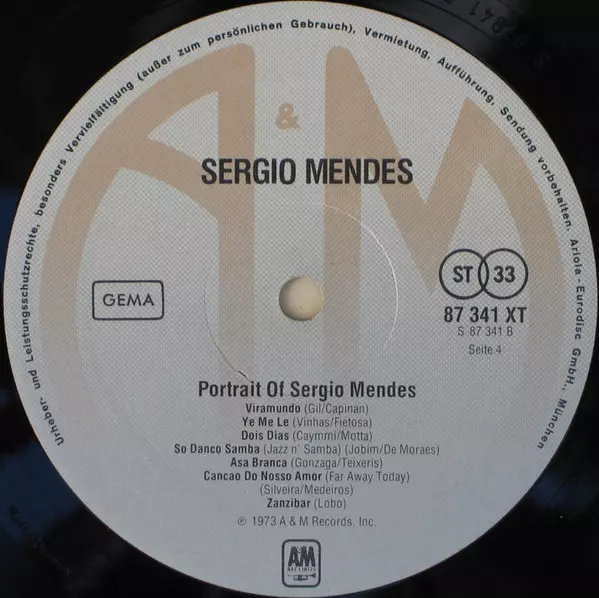 Urheber- und Leistungsschutzrechte, besonders Vervielfältigung (außer zum persönlichen Gebrauch), Vermietung, Aufführung, Sendung vorbehalten. Ariola-Eurodisc GmbH., München
A & M
SERGIO MENDES
GEMA
ST 33
87 341 XT
S 87 341 B
Seite 4
Portrait Of Sergio Mendes
Viramundo (Gil/Capinan)
Ye Me Le (Vinhas/Fietosa)
Dois Dias (Caymmi/Motta)
So Danco Samba (Jazz n' Samba) (Jobim/De Moraes)
Asa Branca (Gonzaga/Teixeris)
Cancao Do Nosso Amor (Far Away Today)
(Silveira/Medeiros)
Zanzibar (Lobo)
℗ 1973 A & M Records, Inc.
AM
RECORDS